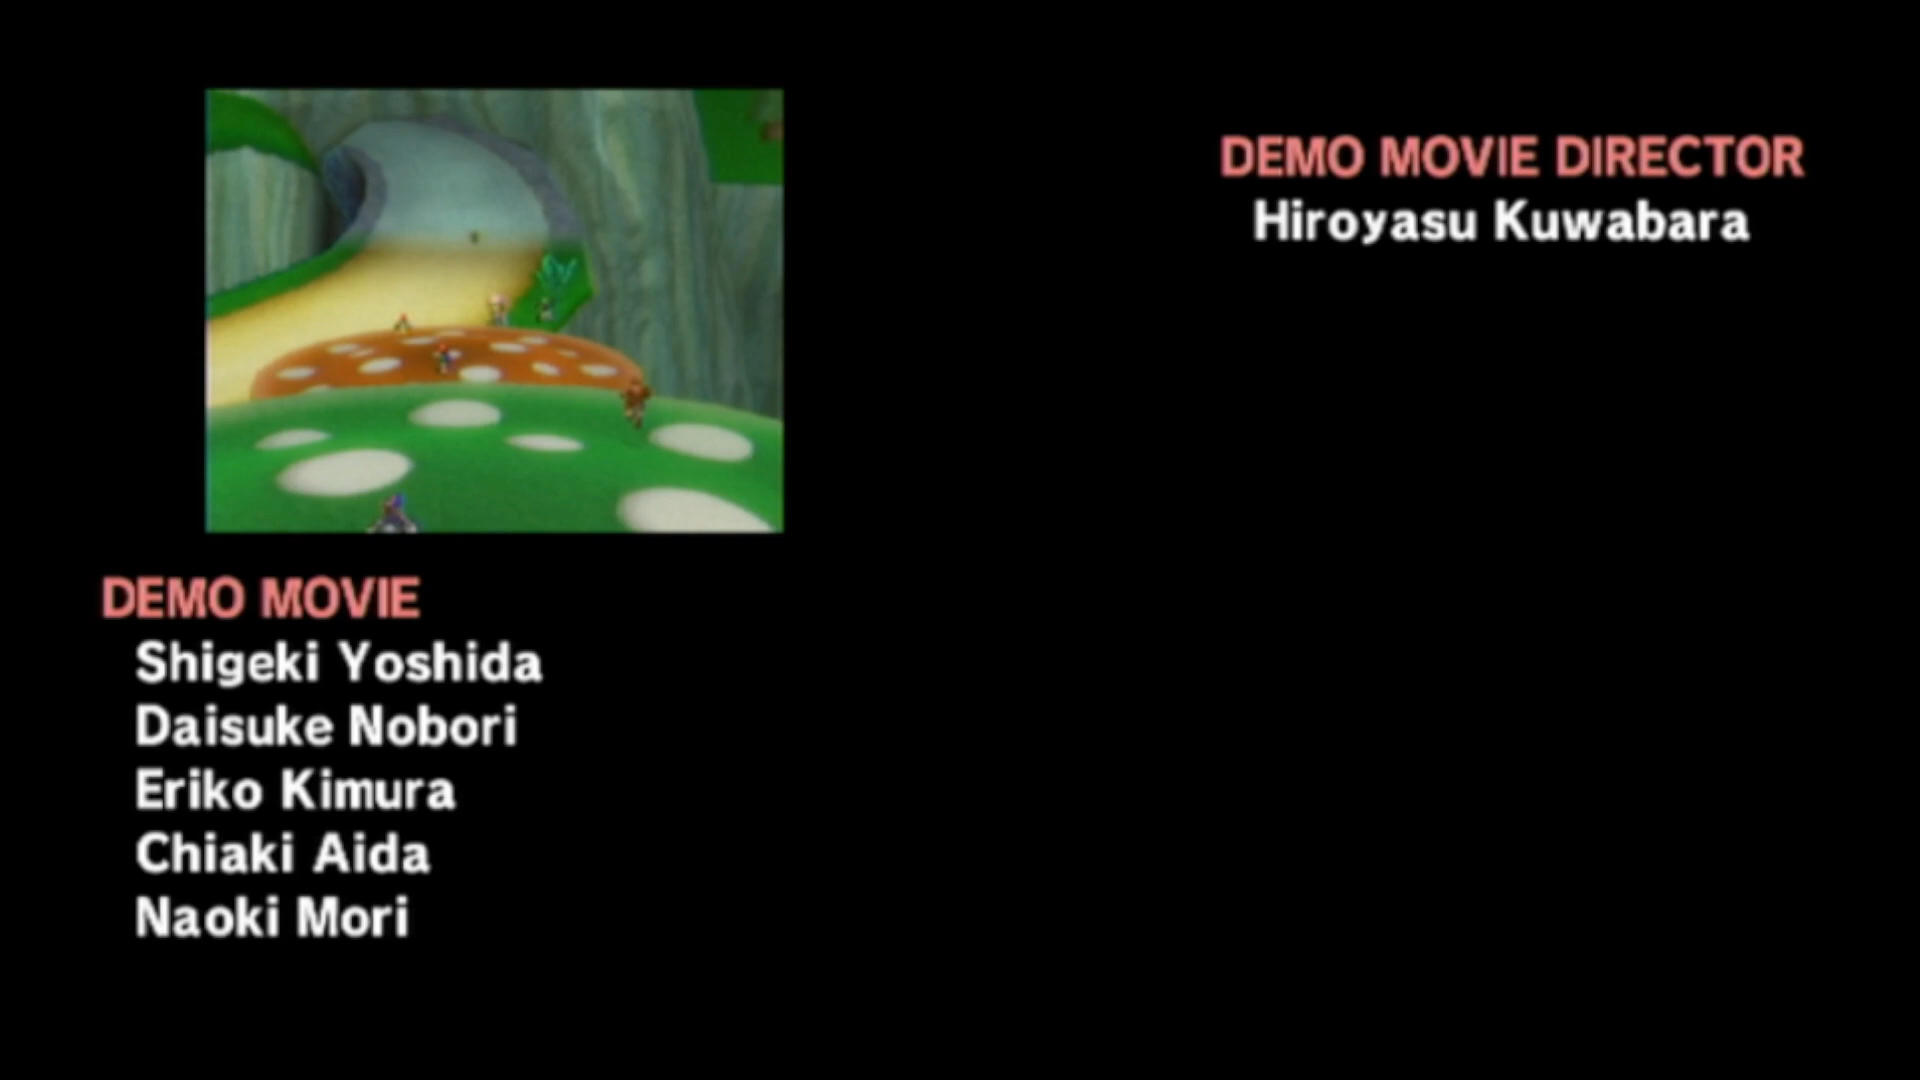 DEMO MOVIE DIRECTOR
Hiroyasu Kuwabara
DEMO MOVIE
Shigeki Yoshida
Daisuke Nobori
Eriko Kimura
Chiaki Aida
Naoki Mori